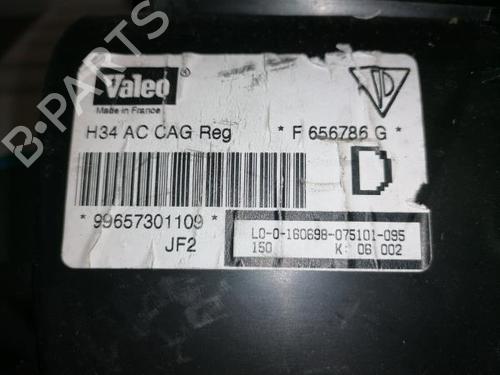 Valeo ®
Made in France
H34 AC CAG Reg * F 656786 G *
D
* 99657301109 *
JF2
L0-0-160698-075101-095
150 K: 06 002
B-PARTS